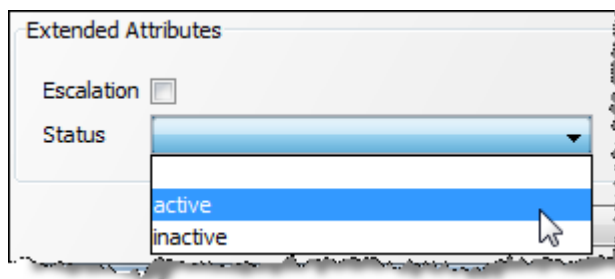 Extended Attributes
Escalation
Status
active
inactive